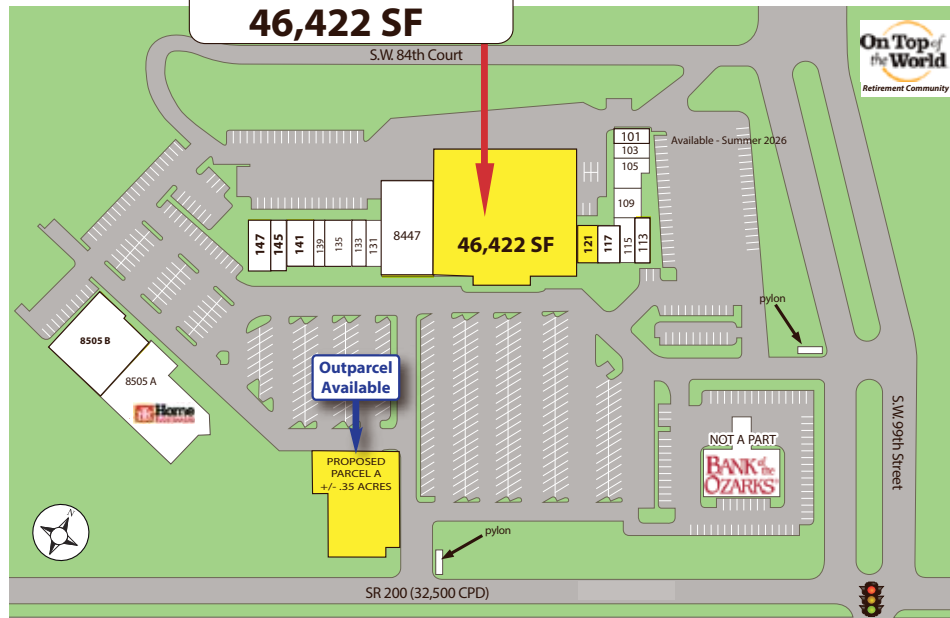 46,422 SF
S.W. 84th Court
On Top of
the World
Retirement Community
101
Available - Summer 2026
103
105
109
147
145
141
139
135
133
131
8447
46,422 SF
121
117
115
113
pylon
8505 B
8505 A
Home
Outparcel
Available
PROPOSED
PARCEL A
+/- .35 ACRES
NOT A PART
BANK of the
OZARKS
S.W. 99th Street
N
pylon
SR 200 (32,500 CPD)